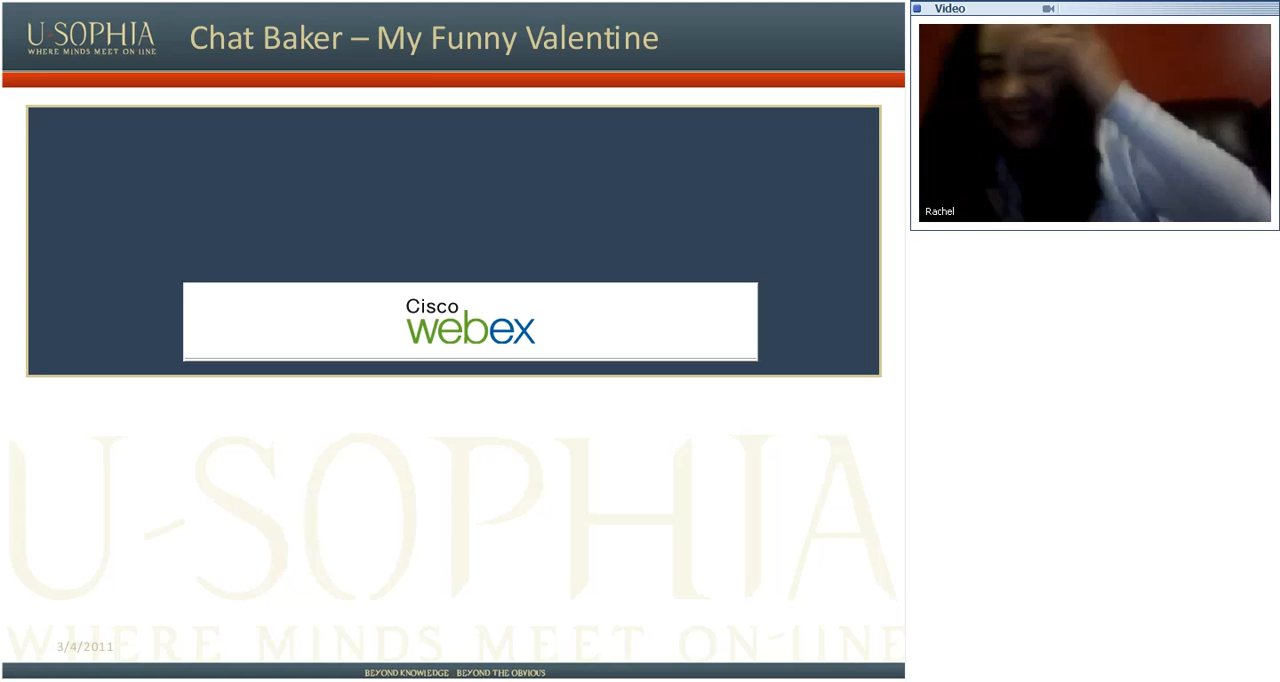 U-SOPHIA
WHERE MINDS MEET ON-LINE
Chat Baker – My Funny Valentine
Video
Rachel
Cisco
webex
U-SOPHIA
WHERE MINDS MEET ON-LINE
3/4/2011
BEYOND KNOWLEDGE BEYOND THE OBVIOUS